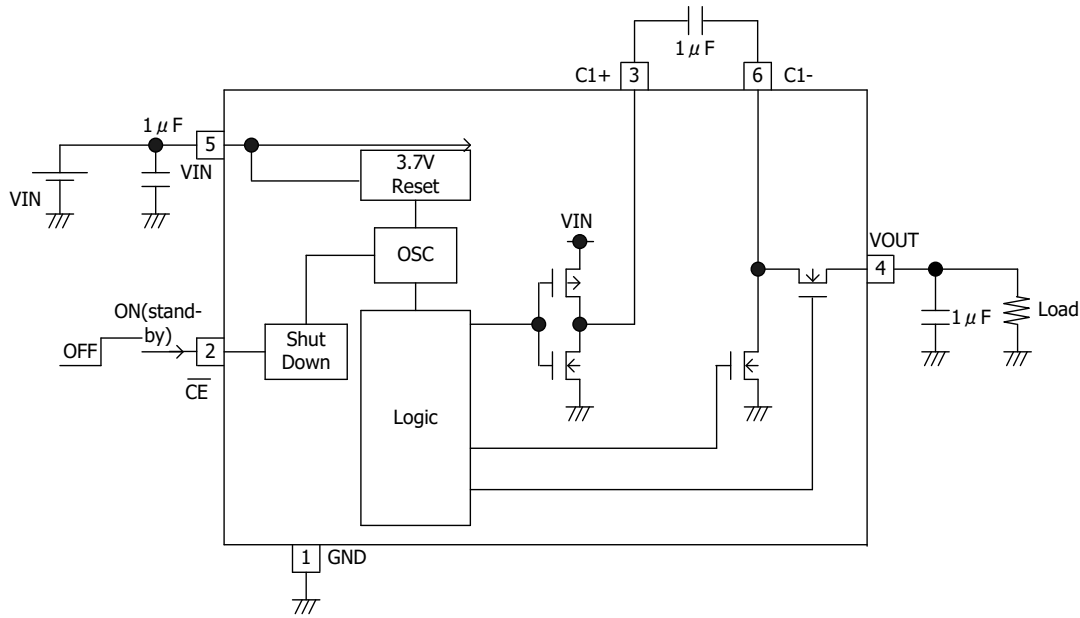 1μF
C1+
3
6
C1-
1μF
5
VIN
VIN
3.7V
Reset
VIN
OSC
VOUT
4
ON(stand-
by)
OFF
2
CE
Shut
Down
1μF
Load
Logic
1
GND